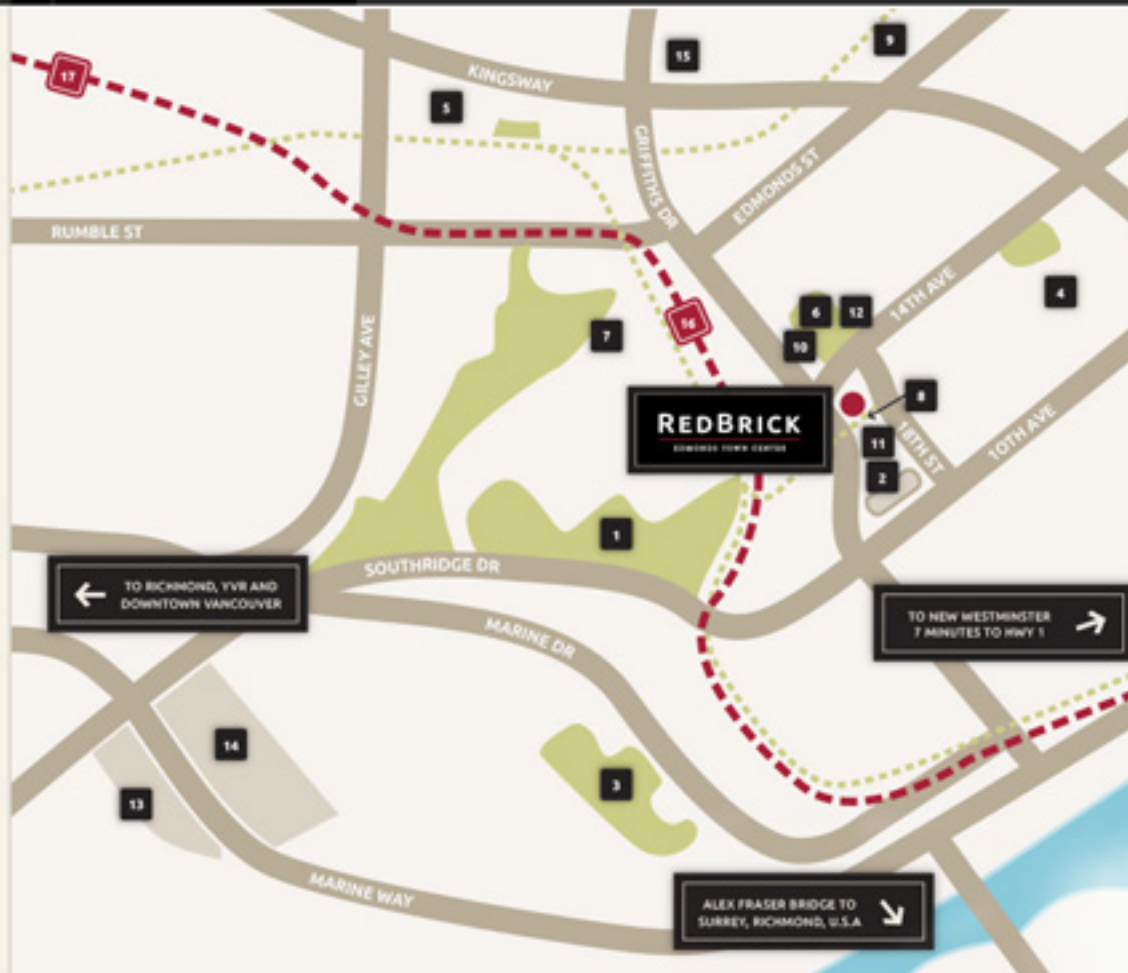 9
15
17
KINGSWAY
5
GRIFFITHS DR
EDMONDS ST
RUMBLE ST
14TH AVE
4
6
12
16
7
10
GILLEY AVE
8
REDBRICK
EDMONDS TOWN CENTER
11
18TH ST
10TH AVE
2
1
SOUTHRIDGE DR
TO RICHMOND, YVR AND
DOWNTOWN VANCOUVER
TO NEW WESTMINSTER
7 MINUTES TO HWY 1
MARINE DR
14
3
13
MARINE WAY
ALEX FRASER BRIDGE TO
SURREY, RICHMOND, U.S.A